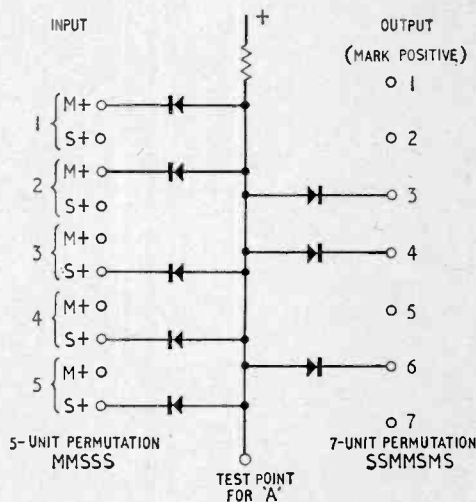 INPUT
+
OUTPUT
(MARK POSITIVE)
1 M+
S+
2 M+
S+
3 M+
S+
4 M+
S+
5 M+
S+
1
2
3
4
5
6
7
5-UNIT PERMUTATION
MMSSS
TEST POINT
FOR 'A'
7-UNIT PERMUTATION
SSMMSMS